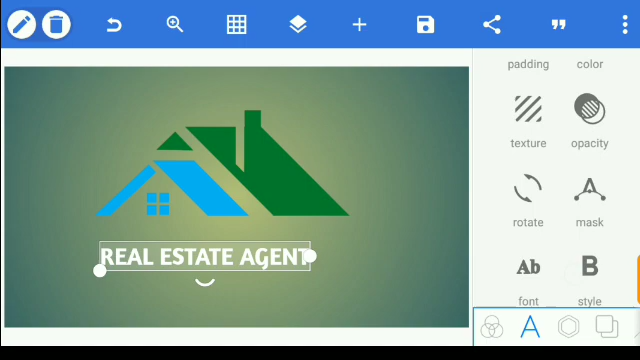 padding color
texture opacity
REAL ESTATE AGENT
rotate mask
Ab B
font style
A